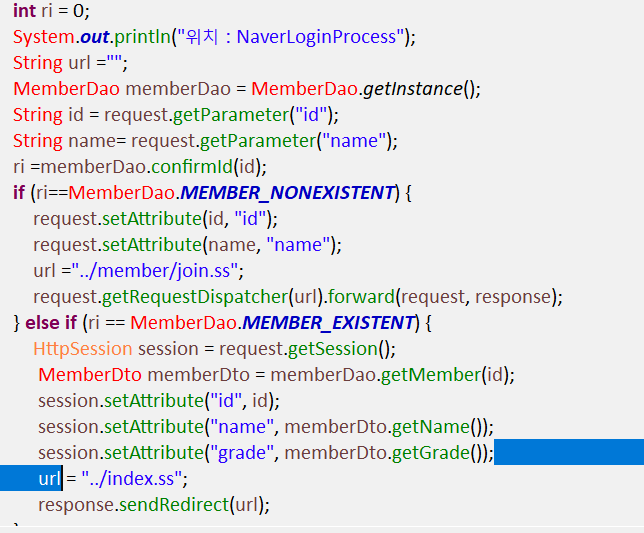 int ri = 0;
System.out.println("위치 : NaverLoginProcess");
String url ="";
MemberDao memberDao = MemberDao.getInstance();
String id = request.getParameter("id");
String name= request.getParameter("name");
ri =memberDao.confirmId(id);
if (ri==MemberDao.MEMBER_NONEXISTENT) {
request.setAttribute(id, "id");
request.setAttribute(name, "name");
url ="../member/join.ss";
request.getRequestDispatcher(url).forward(request, response);
} else if (ri == MemberDao.MEMBER_EXISTENT) {
HttpSession session = request.getSession();
MemberDto memberDto = memberDao.getMember(id);
session.setAttribute("id", id);
session.setAttribute("name", memberDto.getName());
session.setAttribute("grade", memberDto.getGrade());
url = "../index.ss";
response.sendRedirect(url);